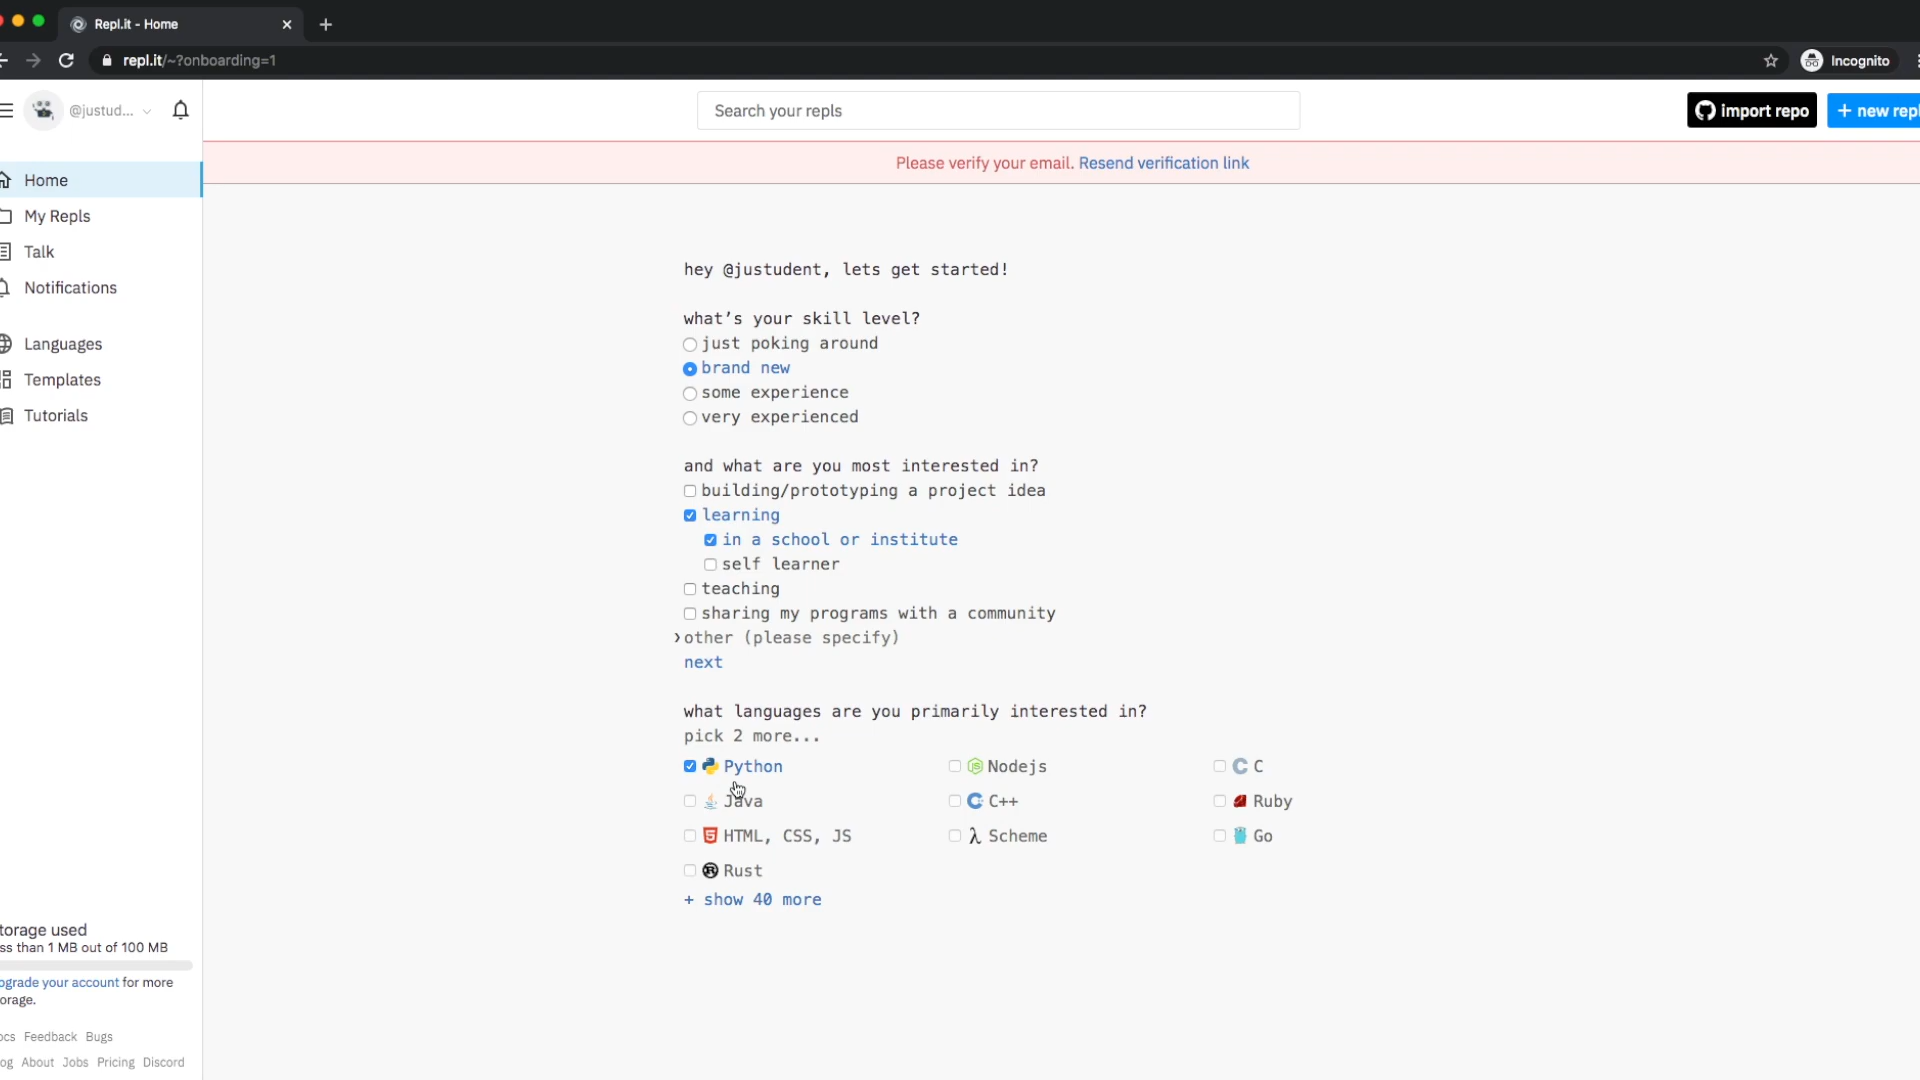 Repl.it - Home
repl.it/~?onboarding=1
Incognito
@justud...
Search your repls
import repo
+ new repl
Please verify your email. Resend verification link
Home
My Repls
Talk
Notifications
Languages
Templates
Tutorials
hey @justudent, lets get started!
what's your skill level?
just poking around
brand new
some experience
very experienced
and what are you most interested in?
building/prototyping a project idea
learning
in a school or institute
self learner
teaching
sharing my programs with a community
other (please specify)
next
what languages are you primarily interested in?
pick 2 more...
Python Nodejs C
Java C++ Ruby
HTML, CSS, JS Scheme Go
Rust
+ show 40 more
torage used
ss than 1 MB out of 100 MB
pgrade your account for more
orage.
ocs Feedback Bugs
og About Jobs Pricing Discord